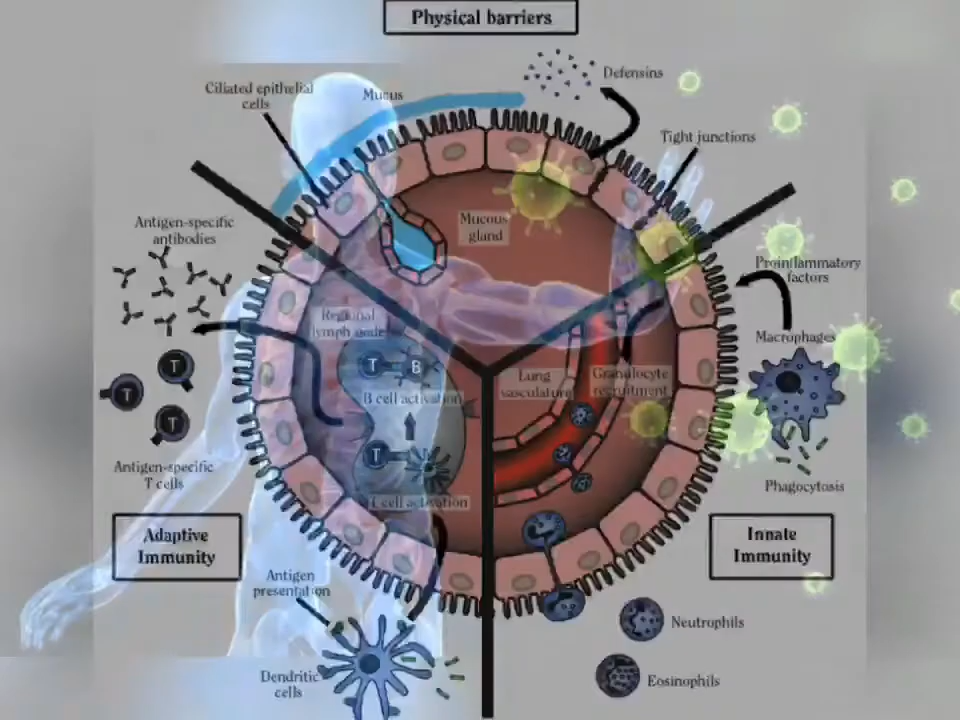 Physical barriers
Ciliated epithelial
cells
Mucus
Defensins
Tight junctions
Antigen-specific
antibodies
Mucous
gland
Proinflammatory
factors
Regional
lymph node
Macrophages
T
B
B cell activation
Lung
vasculature
Granulocyte
recruitment
T
T
T
T
T cell activation
Antigen-specific
T cells
Phagocytosis
Adaptive
Immunity
Innate
Immunity
Antigen
presentation
Neutrophils
Dendritic
cells
Eosinophils